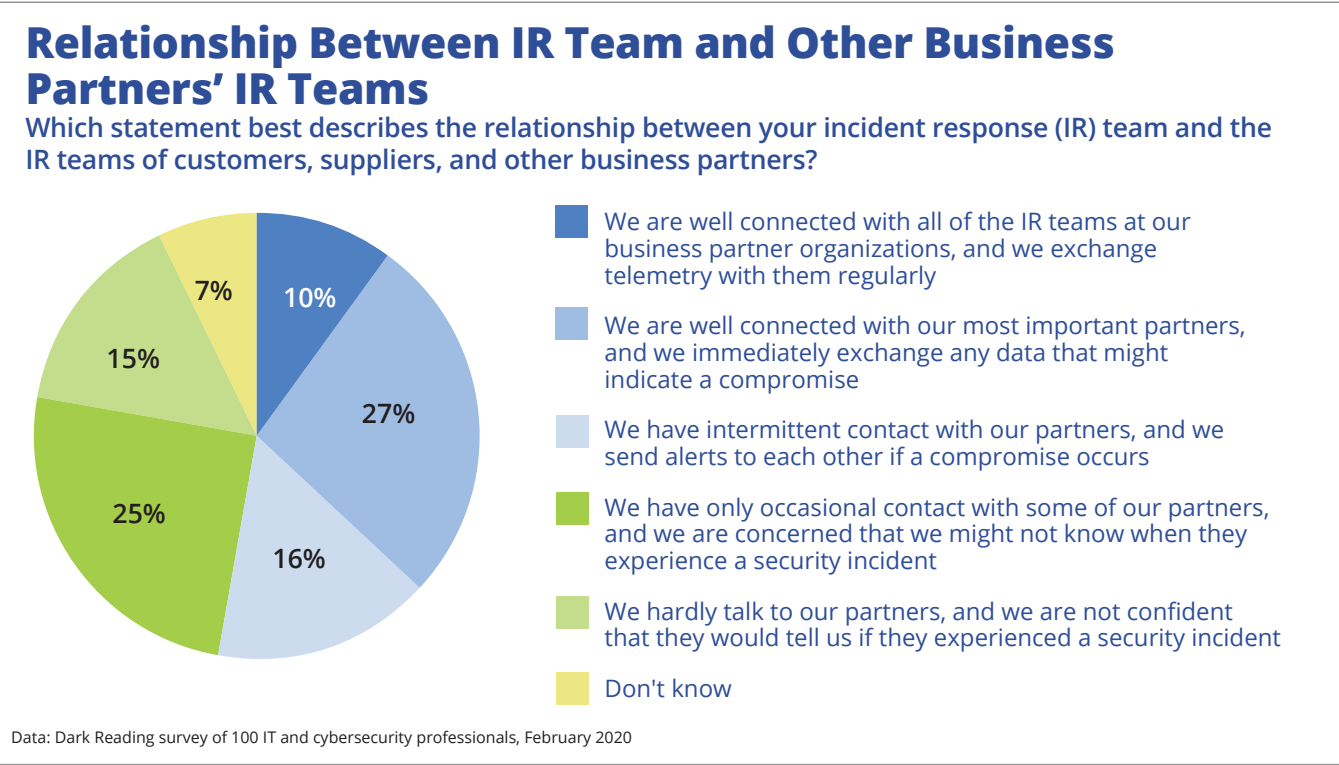 Relationship Between IR Team and Other Business
Partners’ IR Teams
Which statement best describes the relationship between your incident response (IR) team and the
IR teams of customers, suppliers, and other business partners?
10%
27%
16%
25%
15%
7%
We are well connected with all of the IR teams at our
business partner organizations, and we exchange
telemetry with them regularly
We are well connected with our most important partners,
and we immediately exchange any data that might
indicate a compromise
We have intermittent contact with our partners, and we
send alerts to each other if a compromise occurs
We have only occasional contact with some of our partners,
and we are concerned that we might not know when they
experience a security incident
We hardly talk to our partners, and we are not confident
that they would tell us if they experienced a security incident
Don't know
Data: Dark Reading survey of 100 IT and cybersecurity professionals, February 2020